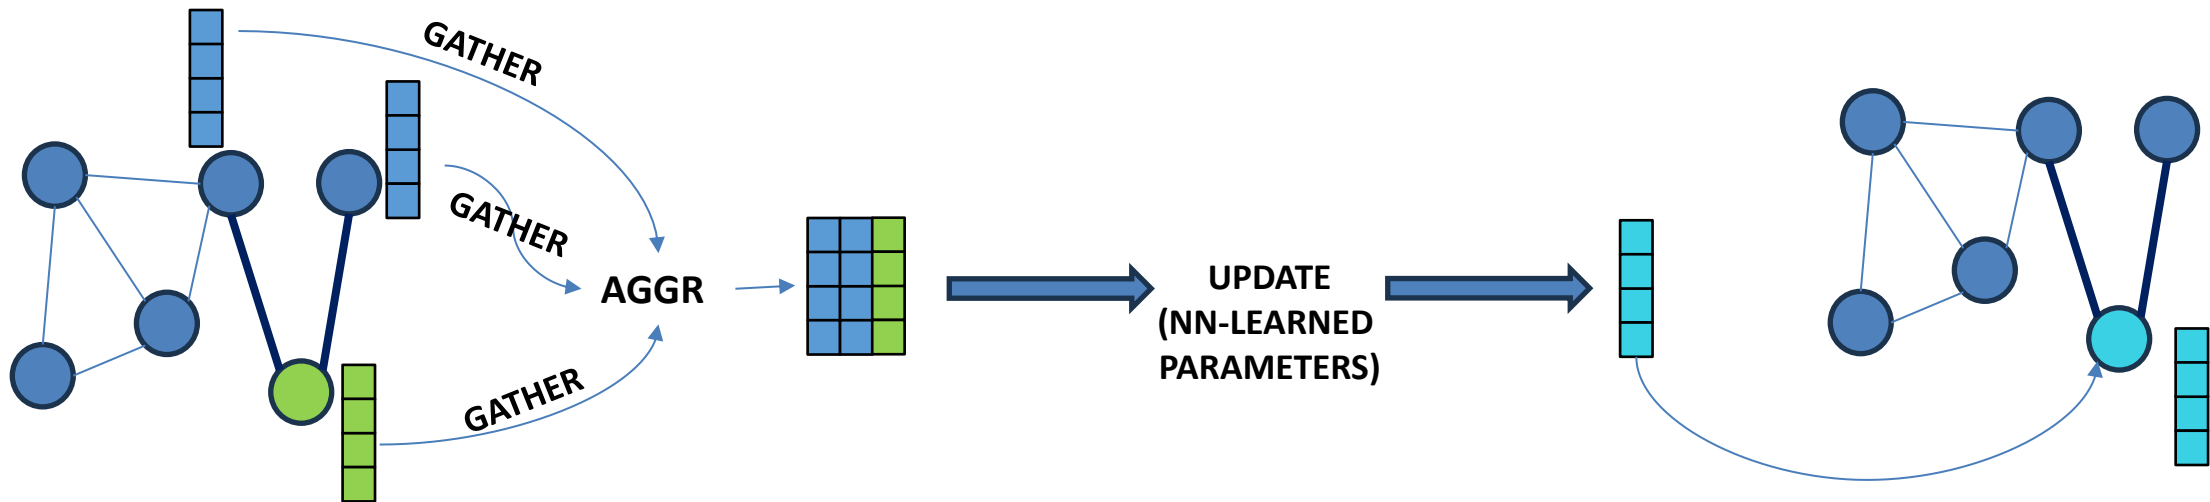 GATHER
GATHER
GATHER
AGGR
UPDATE
(NN-LEARNED
PARAMETERS)